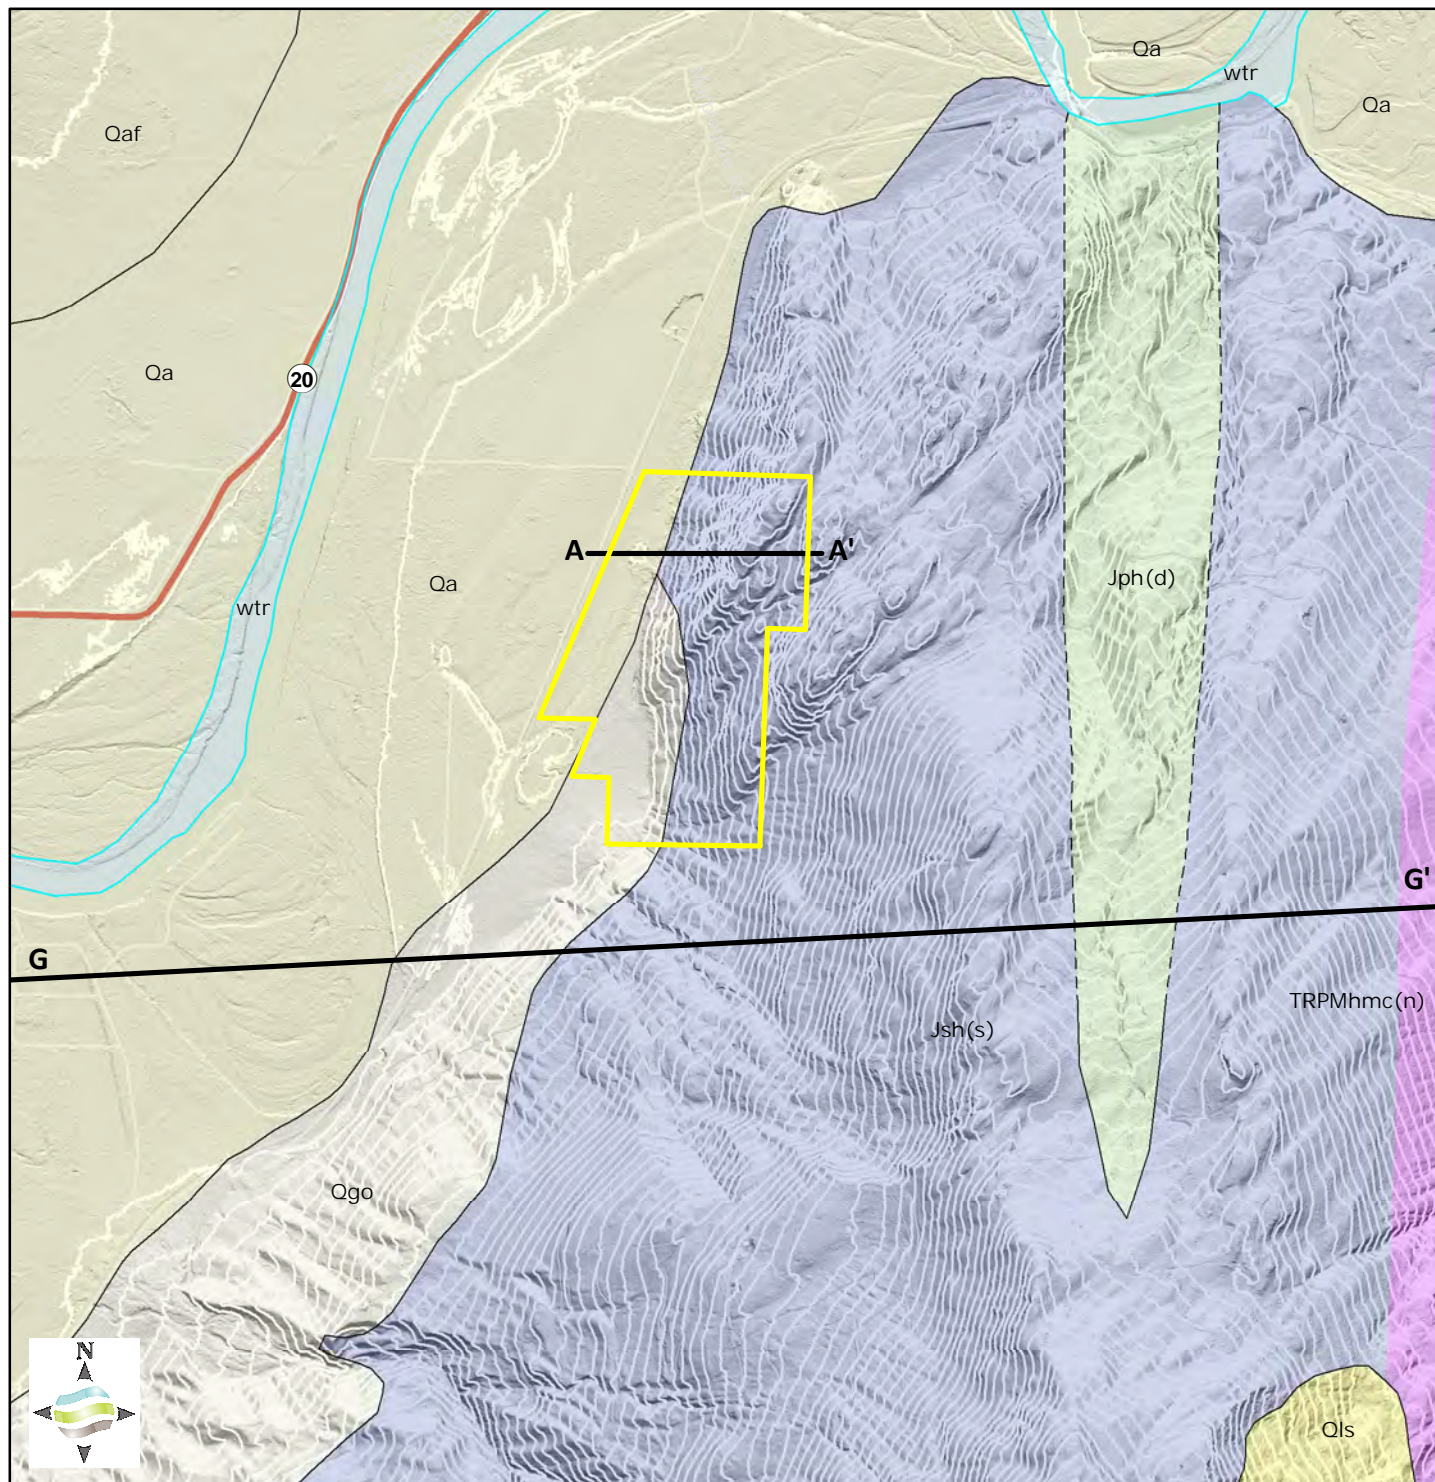 Qa
wtr
Qa
Qaf
Qa
20
A
A'
Qa
Jph(d)
wtr
G'
G
TRPMhmc(n)
Jsh(s)
Qgo
N
Qls